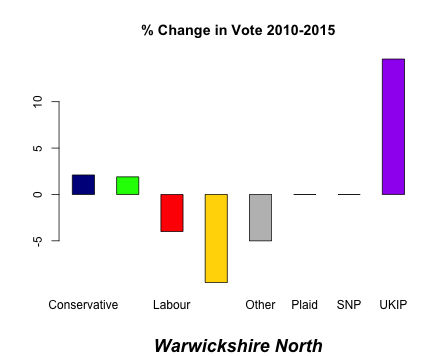 % Change in Vote 2010-2015
10
5
0
-5
Conservative Labour Other Plaid SNP UKIP
Warwickshire North